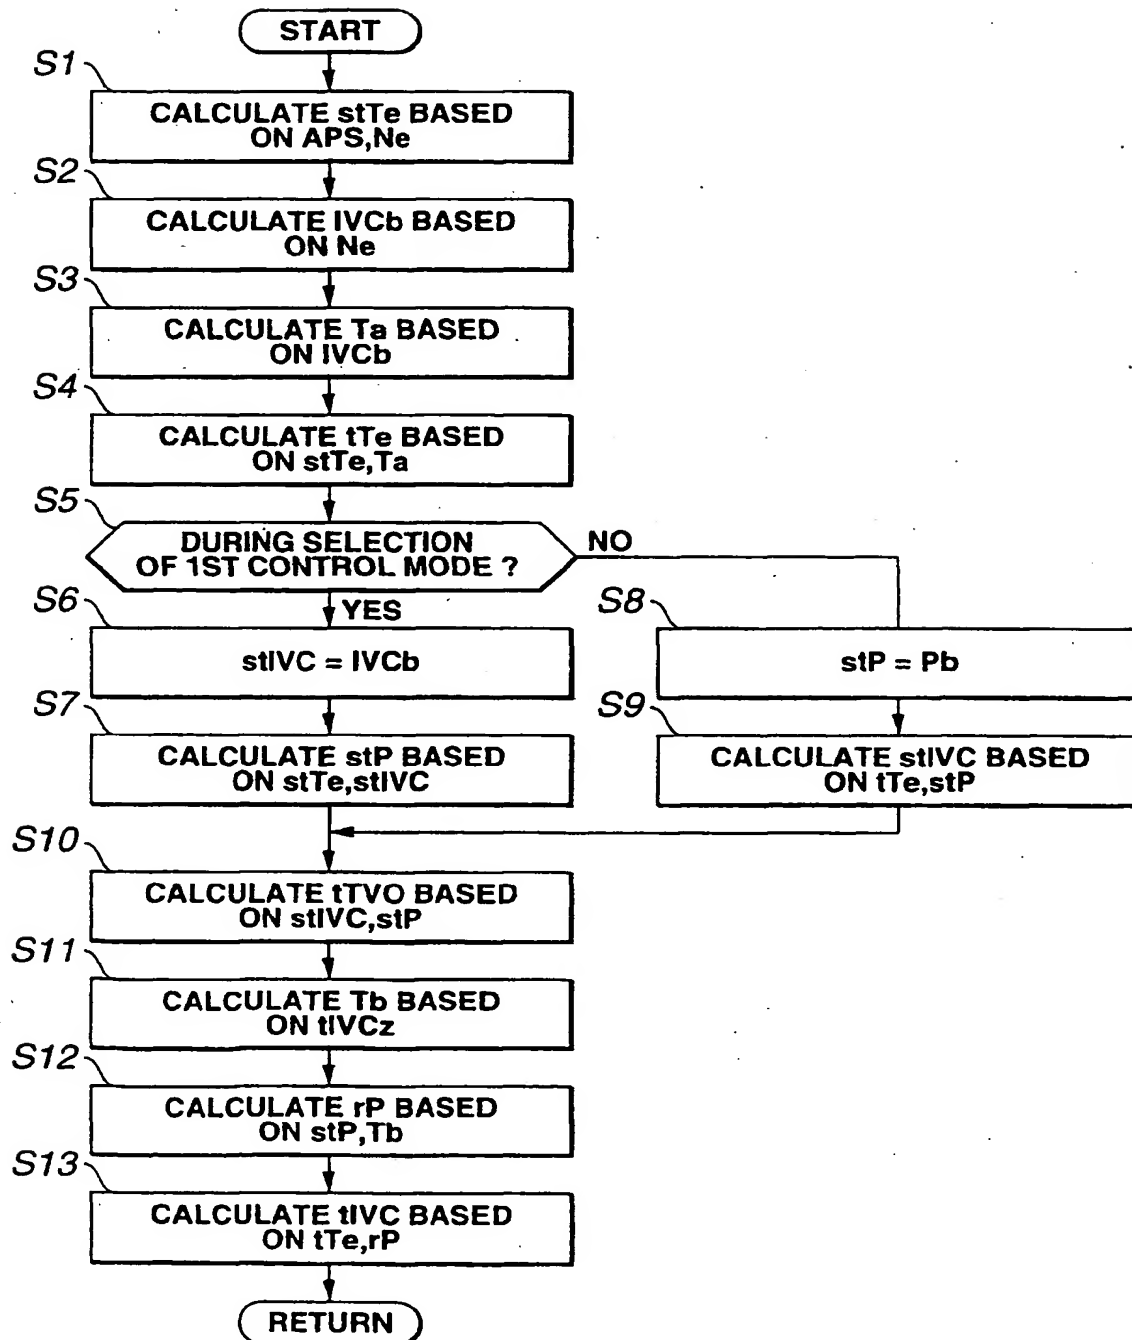 START
S1
CALCULATE stTe BASED
ON APS,Ne
S2
CALCULATE IVCb BASED
ON Ne
S3
CALCULATE Ta BASED
ON IVCb
S4
CALCULATE tTe BASED
ON stTe,Ta
S5
DURING SELECTION
OF 1ST CONTROL MODE ?
NO
YES
S6
stIVC = IVCb
S7
CALCULATE stP BASED
ON stTe,stIVC
S8
stP = Pb
S9
CALCULATE stIVC BASED
ON tTe,stP
S10
CALCULATE tTVO BASED
ON stIVC,stP
S11
CALCULATE Tb BASED
ON tIVCz
S12
CALCULATE rP BASED
ON stP,Tb
S13
CALCULATE tIVC BASED
ON tTe,rP
RETURN